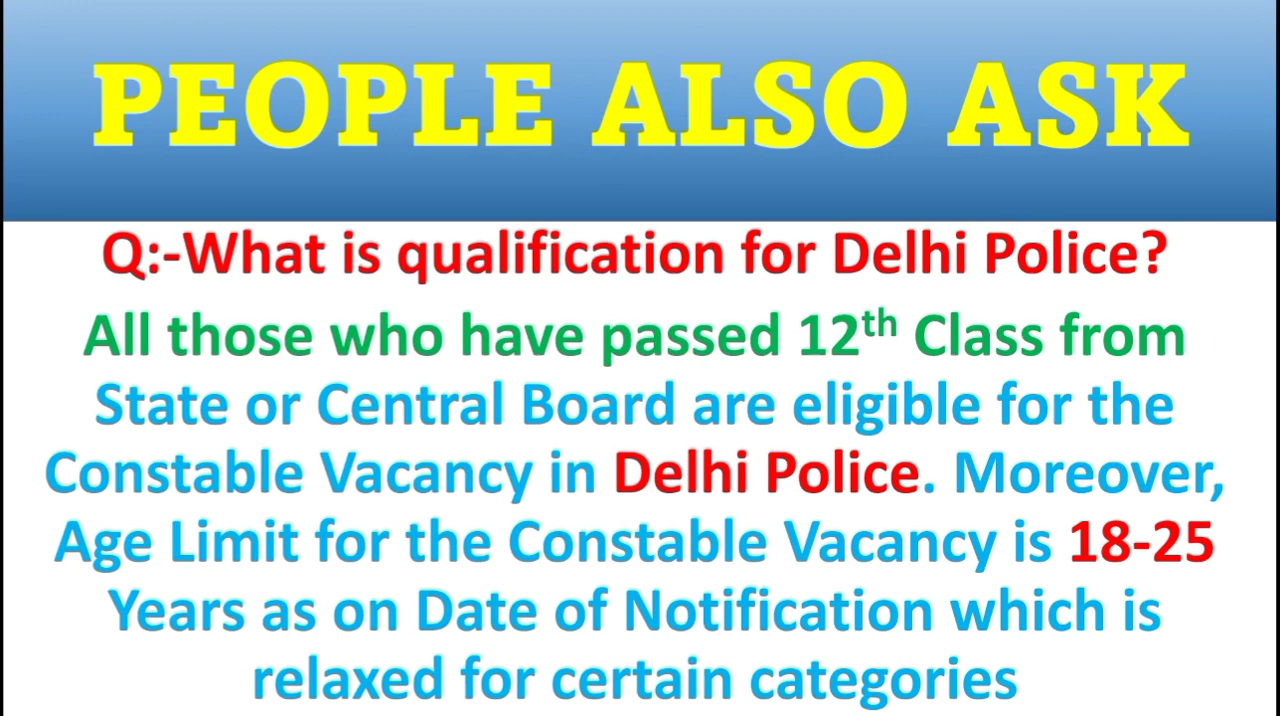 PEOPLE ALSO ASK
Q:-What is qualification for Delhi Police?
All those who have passed 12th Class from
State or Central Board are eligible for the
Constable Vacancy in Delhi Police. Moreover,
Age Limit for the Constable Vacancy is 18-25
Years as on Date of Notification which is
relaxed for certain categories